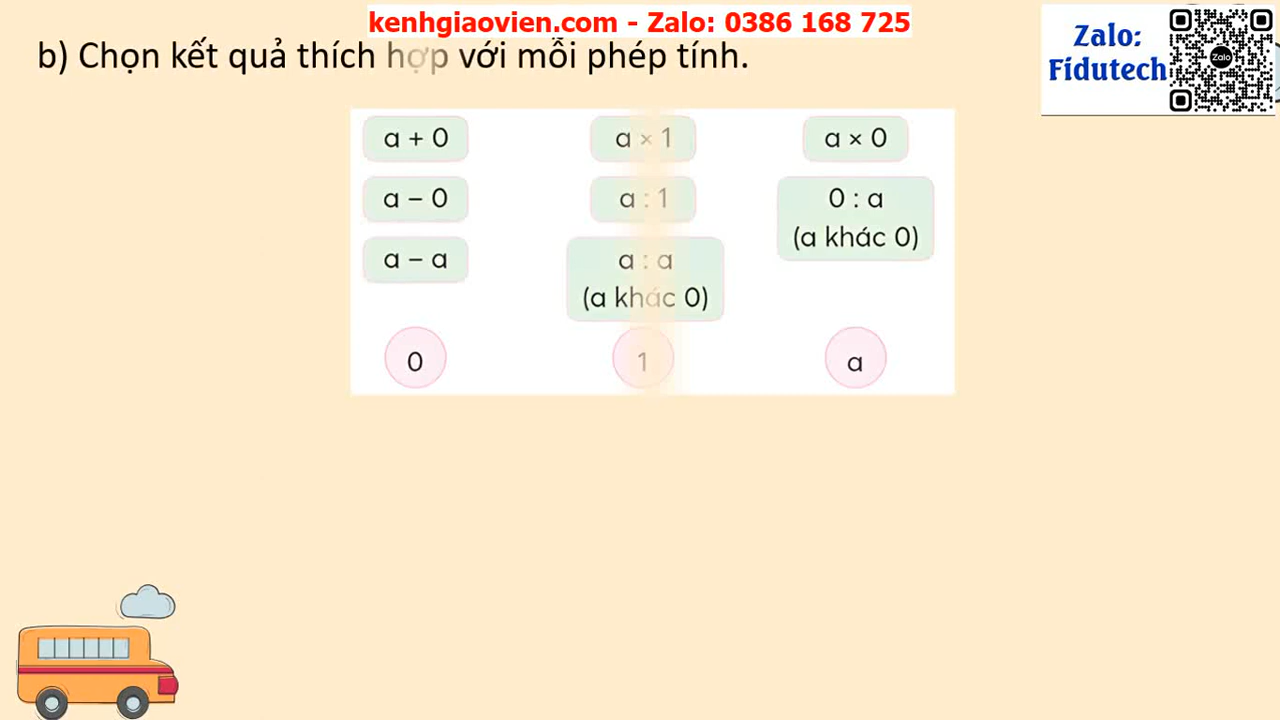 kenhgiaovien.com - Zalo: 0386 168 725
b) Chọn kết quả thích hợp với mỗi phép tính.
Zalo:
Fidutech
Zalo
a + 0
a × 1
a × 0
a – 0
a : 1
0 : a
(a khác 0)
a – a
a : a
(a khác 0)
0
1
a